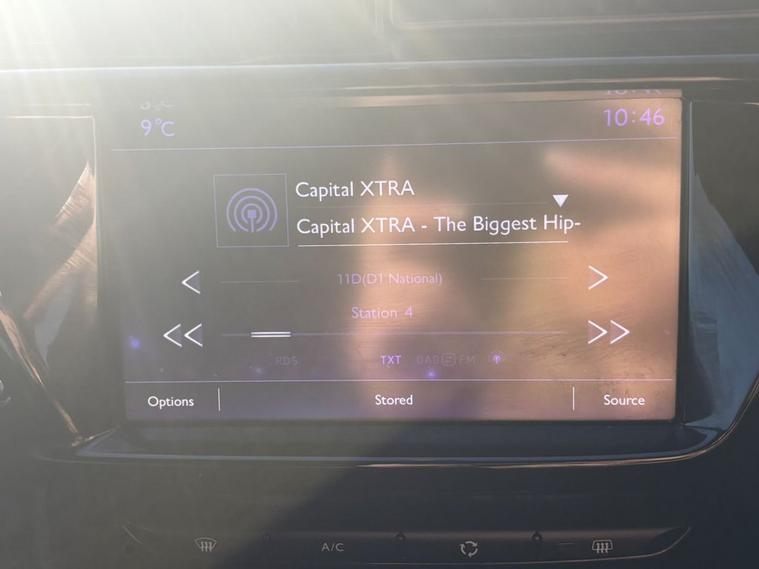 9°C
10:46
Capital XTRA
Capital XTRA - The Biggest Hip-
11D(D1 National)
Station 4
RDS TXT DAB FM
Options Stored Source
A/C